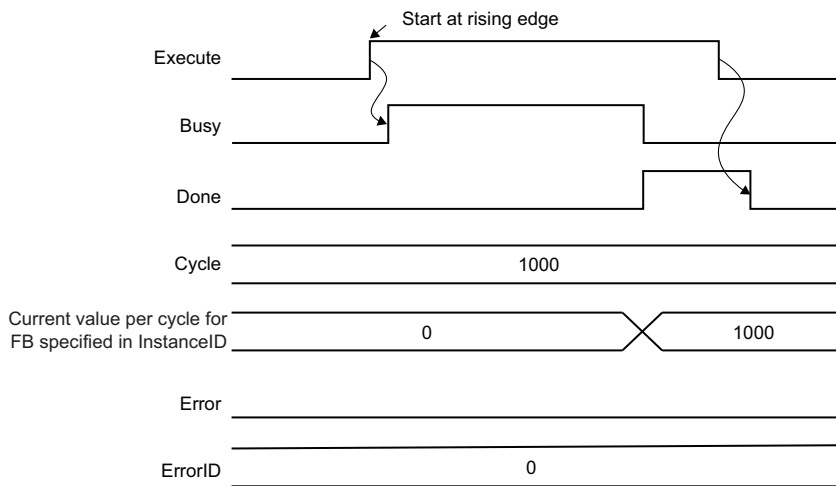 Start at rising edge
Execute
Busy
Done
Cycle
1000
Current value per cycle for
FB specified in InstanceID
0
1000
Error
ErrorID
0